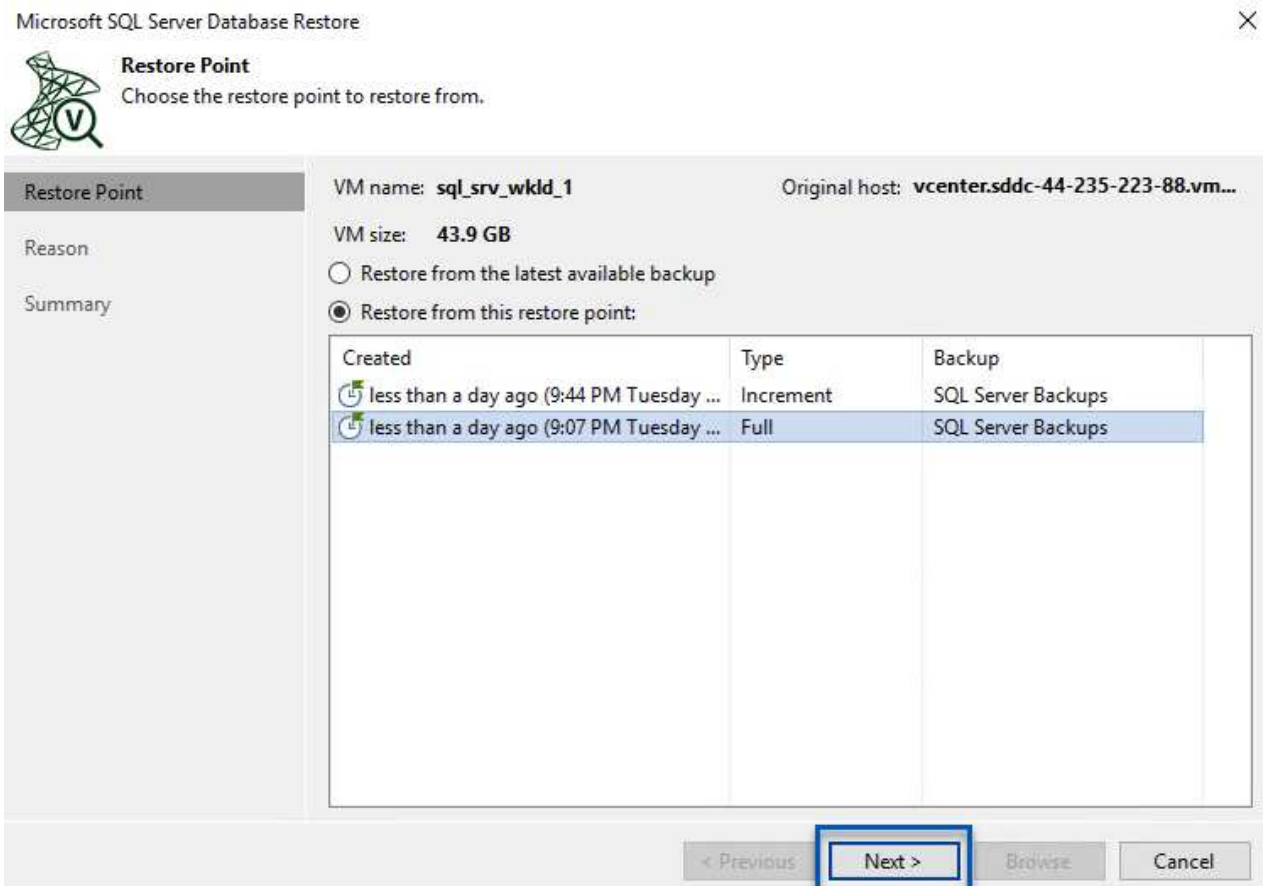 Microsoft SQL Server Database Restore
Restore Point
Choose the restore point to restore from.
V
Restore Point
Reason
Summary
VM name: sql_srv_wkld_1 Original host: vcenter.sddc-44-235-223-88.vm...
VM size: 43.9 GB
Restore from the latest available backup
Restore from this restore point:
Created Type Backup
less than a day ago (9:44 PM Tuesday ... Increment SQL Server Backups
less than a day ago (9:07 PM Tuesday ... Full SQL Server Backups
< Previous Next > Browse Cancel